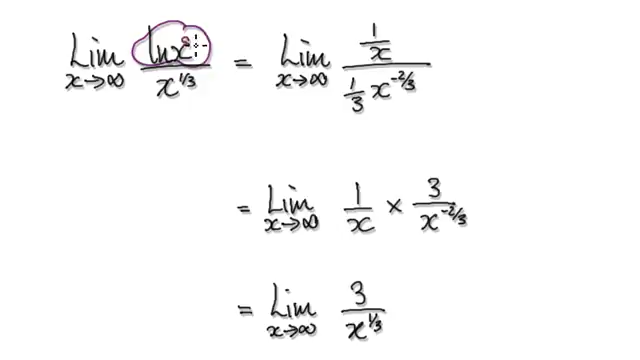 Lim x→∞ lnx / x^1/3 = Lim x→∞ 1/x / 1/3 x^-2/3
= Lim x→∞ 1/x × 3/x^-2/3
= Lim x→∞ 3/x^1/3